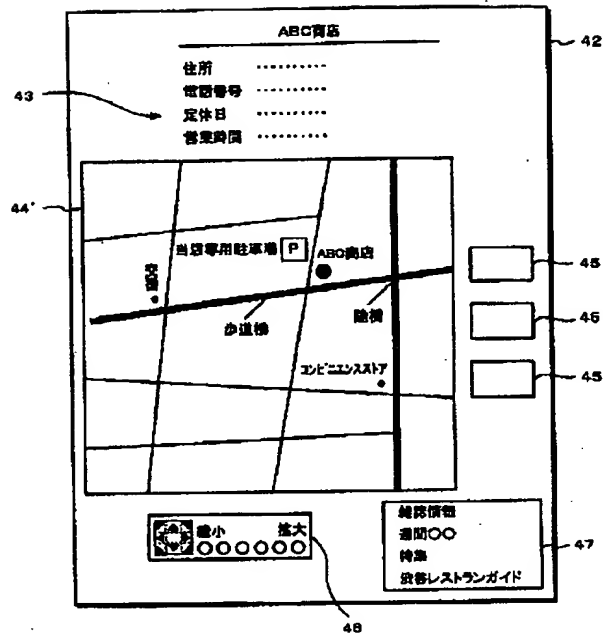 ABC商店
42
住所 ‥‥‥‥
電話番号 ‥‥‥‥
43
定休日 ‥‥‥‥
営業時間 ‥‥‥‥
44'
当店専用駐車場 P
ABC商店
45
歩道橋
陸橋
46
コンビニエンスストア
45
縮小 拡大
雑誌情報
週間○○
特集
渋谷レストランガイド
47
48